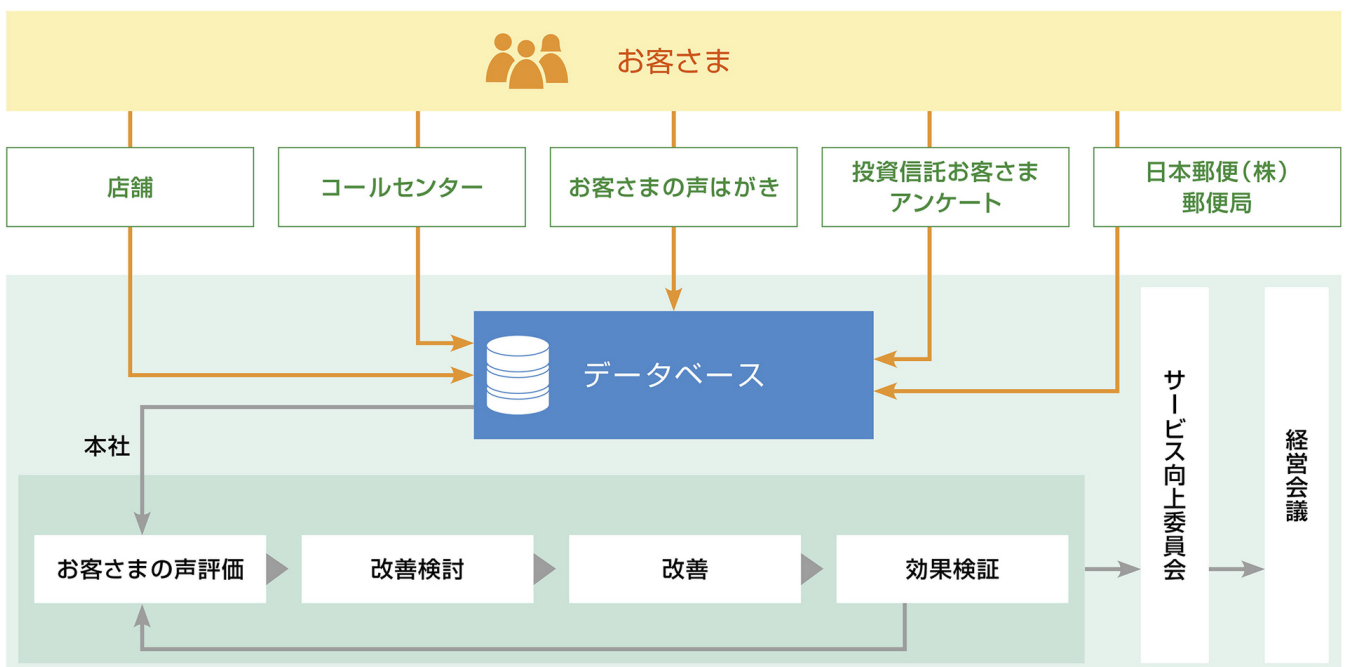 お客さま
店舗
コールセンター
お客さまの声はがき
投資信託お客さま
アンケート
日本郵便(株)
郵便局
データベース
本社
お客さまの声評価
改善検討
改善
効果検証
サービス向上委員会
経営会議